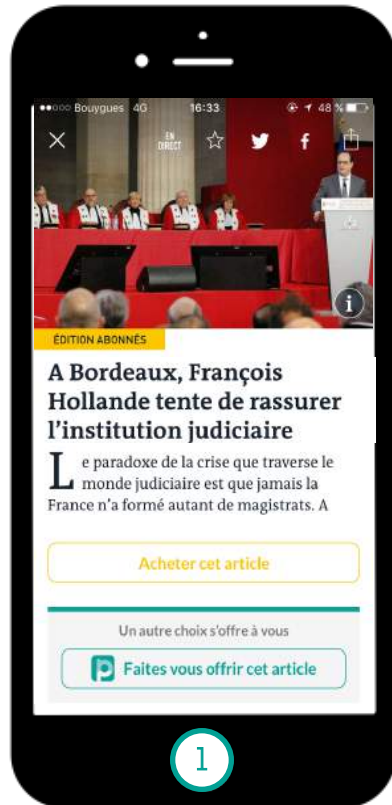 Bouygues 4G 16:33 48 %
EN
DIRECT
f
i
ÉDITION ABONNÉS
A Bordeaux, François
Hollande tente de rassurer
l'institution judiciaire
Le paradoxe de la crise que traverse le
monde judiciaire est que jamais la
France n'a formé autant de magistrats. A
Acheter cet article
Un autre choix s'offre à vous
p Faites vous offrir cet article
1